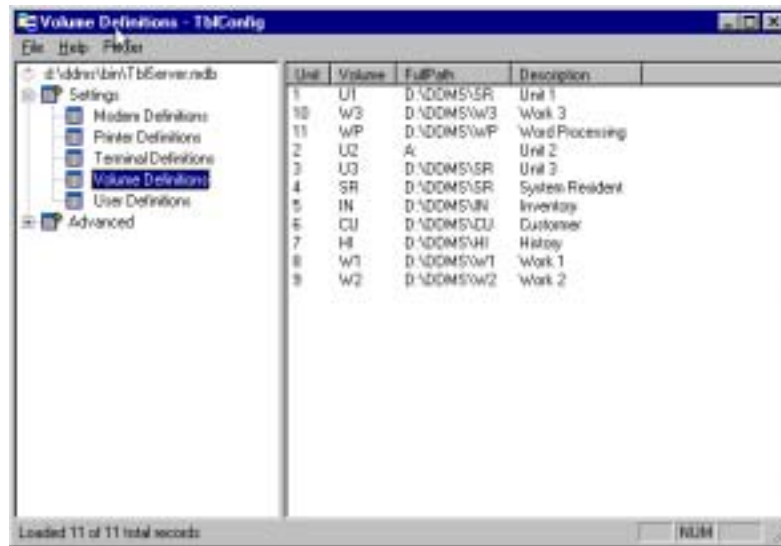 Volume Definitions - TblConfig
File Help Finder
d:\ddms\bin\TblServer.mdb
Settings
Modem Definitions
Printer Definitions
Terminal Definitions
Volume Definitions
User Definitions
Advanced
Unit Volume FullPath Description
1 U1 D:\DDMS\SR Unit 1
10 W3 D:\DDMS\W3 Work 3
11 WP D:\DDMS\WP Word Processing
2 U2 A: Unit 2
3 U3 D:\DDMS\SR Unit 3
4 SR D:\DDMS\SR System Resident
5 IN D:\DDMS\IN Inventory
6 CU D:\DDMS\CU Customer
7 HI D:\DDMS\HI History
8 W1 D:\DDMS\W1 Work 1
9 W2 D:\DDMS\W2 Work 2
Loaded 11 of 11 total records
NUM